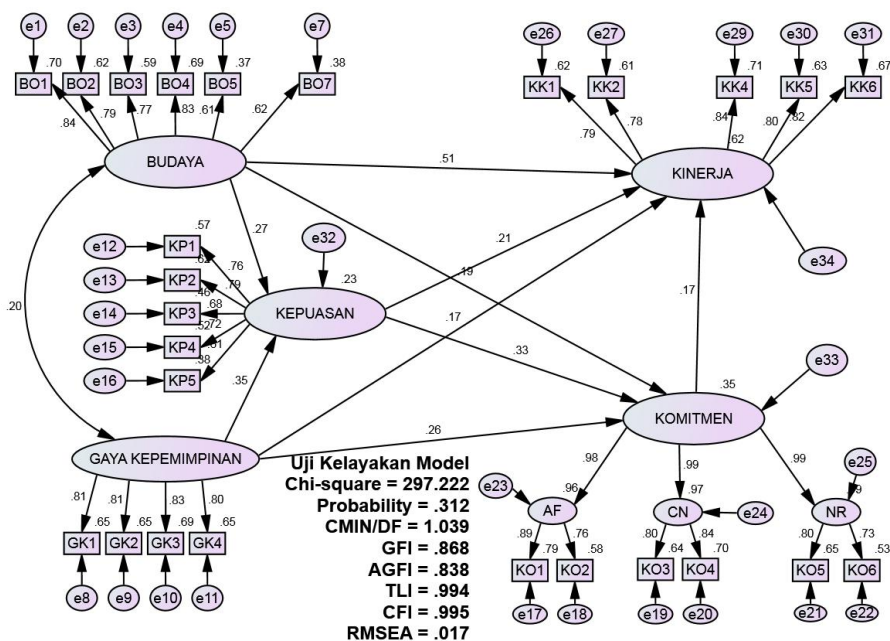 e1 e2 e3 e4 e5 e7
.70 .62 .59 .69 .37 .38
BO1 BO2 BO3 BO4 BO5 BO7
.84 .79 .77 .83 .61 .62
BUDAYA
e26 e27 e29 e30 e31
.62 .61 .71 .63 .67
KK1 KK2 KK4 KK5 KK6
.79 .78 .84 .80 .82
.62
KINERJA
.51
e34
.20
.27
.21
.19
.17
.17
e12 KP1 .57
e13 KP2
e14 KP3 .46
e15 KP4 .52
e16 KP5 .38
.76
.79
.68
.72
e32
.23
KEPUASAN
.35
.33
e33
.35
KOMITMEN
.26
GAYA KEPEMIMPINAN
.81 .81 .83 .80
.65 .65 .69 .65
GK1 GK2 GK3 GK4
e8 e9 e10 e11
Uji Kelayakan Model
Chi-square = 297.222
Probability = .312
CMIN/DF = 1.039
GFI = .868
AGFI = .838
TLI = .994
CFI = .995
RMSEA = .017
.98 .99 .99
e23 e24 e25
.96 .97
AF CN NR
.89 .76 .80 .84 .80 .73
.79 .58 .64 .70 .65 .53
KO1 KO2 KO3 KO4 KO5 KO6
e17 e18 e19 e20 e21 e22